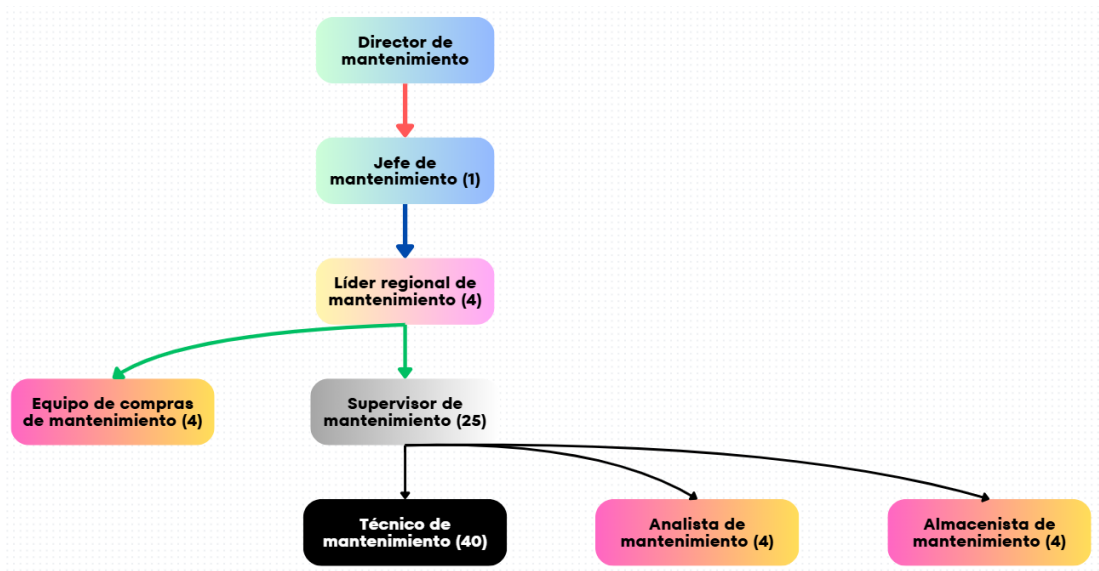 Director de
mantenimiento
Jefe de
mantenimiento (1)
Líder regional de
mantenimiento (4)
Equipo de compras
de mantenimiento (4)
Supervisor de
mantenimiento (25)
Técnico de
mantenimiento (40)
Analista de
mantenimiento (4)
Almacenista de
mantenimiento (4)